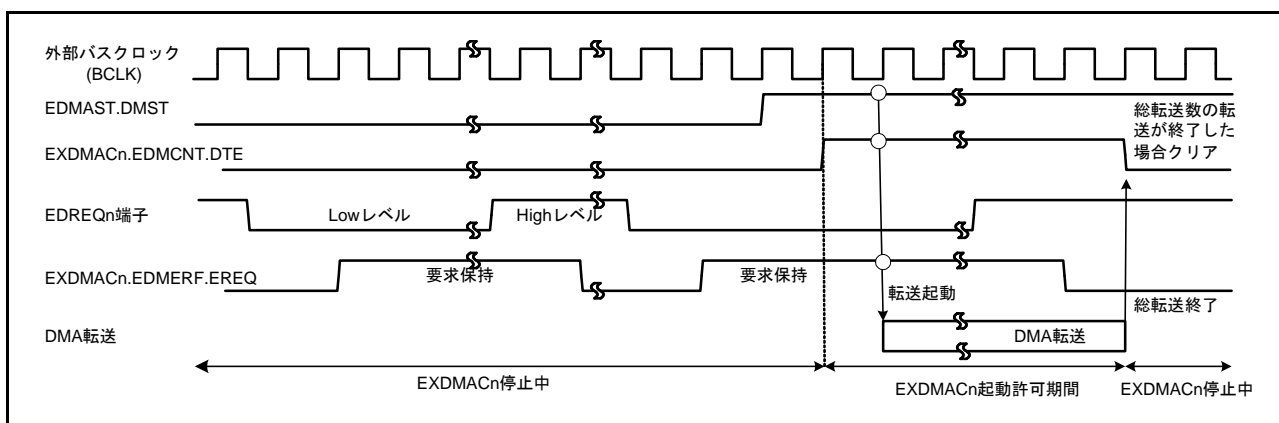 外部バスクロック
(BCLK)
EDMAST.DMST
総転送数の転
送が終了した
場合クリア
EXDMACn.EDMCNT.DTE
EDREQn端子
Lowレベル
Highレベル
EXDMACn.EDMERF.EREQ
要求保持
要求保持
転送起動
総転送終了
DMA転送
DMA転送
EXDMACn停止中
EXDMACn起動許可期間
EXDMACn停止中